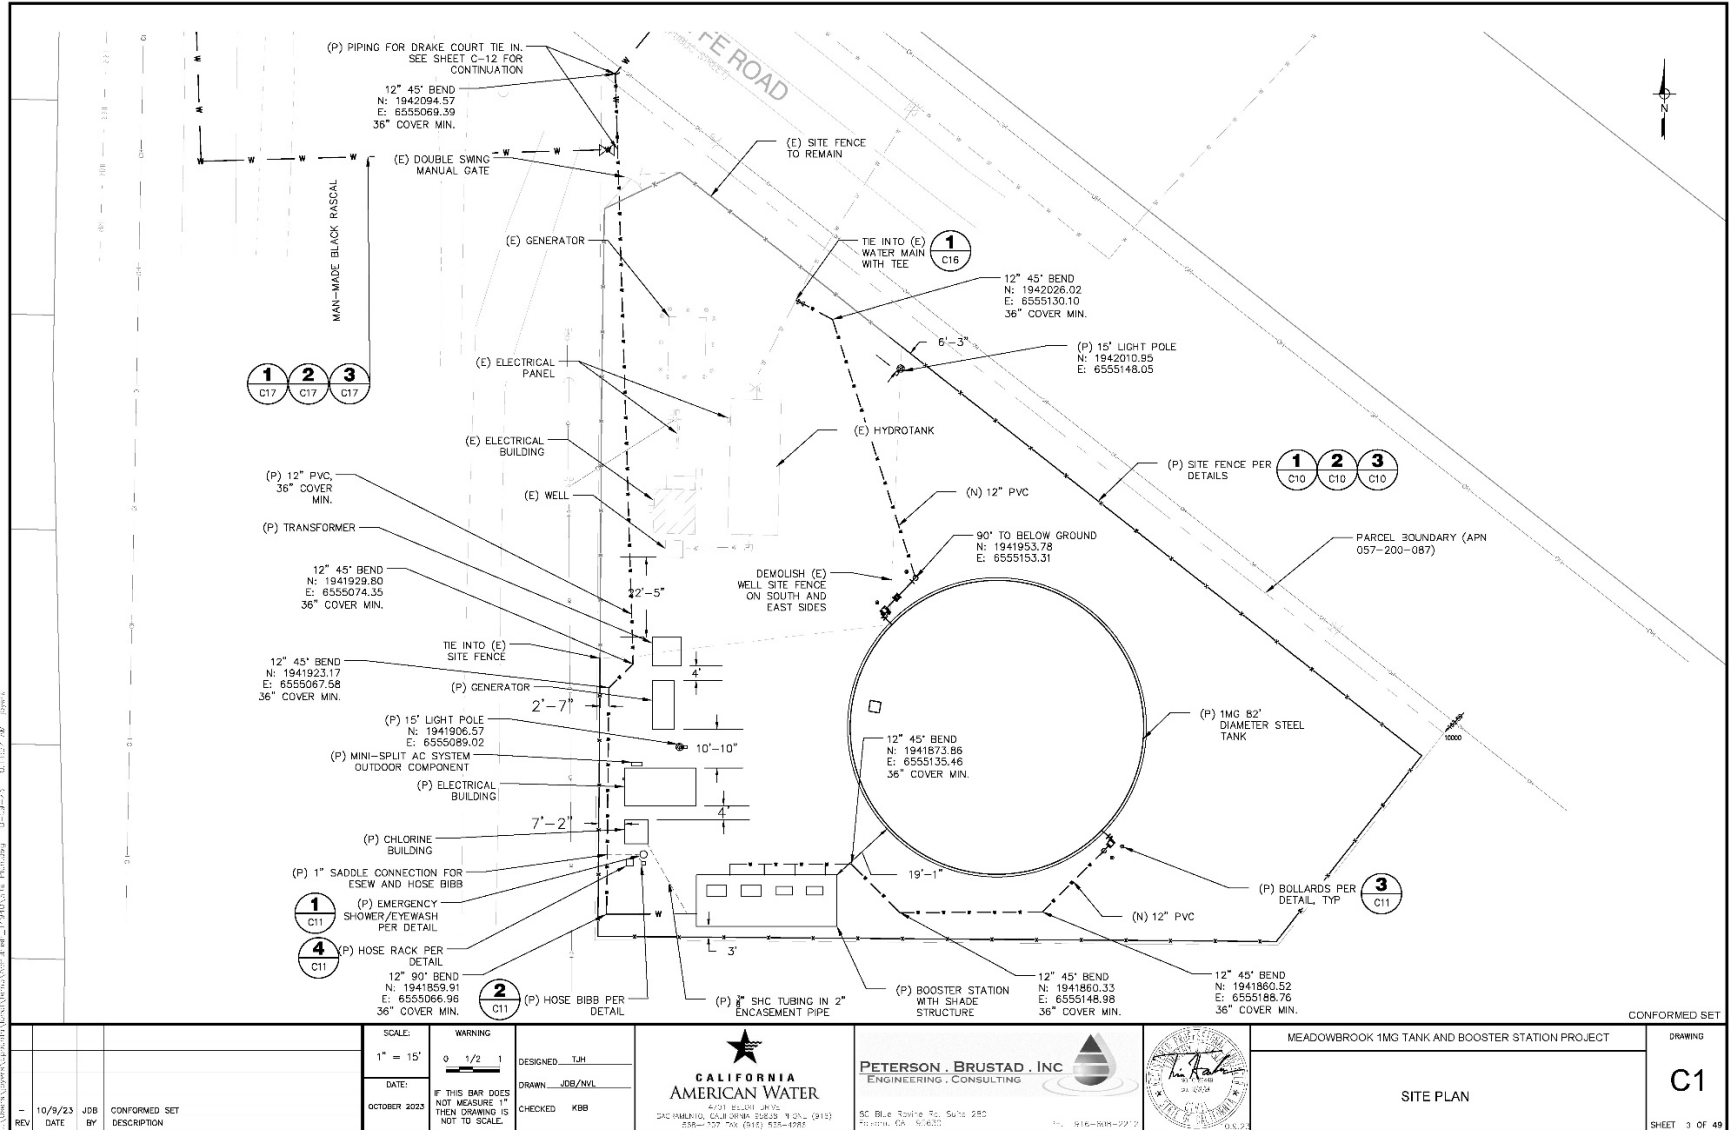 (P) PIPING FOR DRAKE COURT TIE IN.
SEE SHEET C-12 FOR
CONTINUATION
12" 45° BEND
N: 1942094.57
E: 6555069.39
36" COVER MIN.
(E) DOUBLE SWING
MANUAL GATE
FE ROAD
(E) SITE FENCE
TO REMAIN
N
MAN-MADE BLACK RASCAL
1
C17
2
C17
3
C17
(E) GENERATOR
TIE INTO (E)
WATER MAIN
WITH TEE
1
C16
12" 45° BEND
N: 1942026.02
E: 6555130.10
36" COVER MIN.
6'-3"
(P) 15' LIGHT POLE
N: 1942010.95
E: 6555148.05
(E) ELECTRICAL
PANEL
(E) HYDROTANK
(E) ELECTRICAL
BUILDING
(P) SITE FENCE PER
DETAILS
1
C10
2
C10
3
C10
(P) 12" PVC,
36" COVER
MIN.
(E) WELL
(N) 12" PVC
(P) TRANSFORMER
90° TO BELOW GROUND
N: 1941953.78
E: 6555153.31
PARCEL BOUNDARY (APN
057-200-087)
12" 45° BEND
N: 1941929.80
E: 6555074.35
36" COVER MIN.
22'-5"
DEMOLISH (E)
WELL SITE FENCE
ON SOUTH AND
EAST SIDES
TIE INTO (E)
SITE FENCE
12" 45° BEND
N: 1941923.17
E: 6555067.58
36" COVER MIN.
4'
(P) GENERATOR
2'-7"
(P) 15' LIGHT POLE
N: 1941906.57
E: 6555089.02
10'-10"
(P) 1MG 82'
DIAMETER STEEL
TANK
10000
12" 45° BEND
N: 1941873.86
E: 6555135.46
36" COVER MIN.
(P) MINI-SPLIT AC SYSTEM
OUTDOOR COMPONENT
(P) ELECTRICAL
BUILDING
4'
7'-2"
(P) CHLORINE
BUILDING
(P) 1" SADDLE CONNECTION FOR
ESEW AND HOSE BIBB
19'-1"
(P) BOLLARDS PER
DETAIL, TYP
3
C11
1
C11
(P) EMERGENCY
SHOWER/EYEWASH
PER DETAIL
(N) 12" PVC
4
C11
(P) HOSE RACK PER
DETAIL
3'
12" 90° BEND
N: 1941859.91
E: 6555066.96
36" COVER MIN.
2
C11
(P) HOSE BIBB PER
DETAIL
(P) SHC TUBING IN 2"
ENCASEMENT PIPE
(P) BOOSTER STATION
WITH SHADE
STRUCTURE
12" 45° BEND
N: 1941860.33
E: 6555148.98
36" COVER MIN.
12" 45° BEND
N: 1941860.52
E: 6555188.76
36" COVER MIN.
CONFORMED SET
- 10/9/23 JDB CONFORMED SET
REV DATE BY DESCRIPTION
SCALE:
1" = 15'
DATE:
OCTOBER 2023
WARNING
0 1/2 1
IF THIS BAR DOES
NOT MEASURE 1"
THEN DRAWING IS
NOT TO SCALE.
DESIGNED TJH
DRAWN JDB/NVL
CHECKED KBB
CALIFORNIA
AMERICAN WATER
PETERSON . BRUSTAD . INC
ENGINEERING . CONSULTING
MEADOWBROOK 1MG TANK AND BOOSTER STATION PROJECT
SITE PLAN
DRAWING
C1
SHEET 3 OF 49